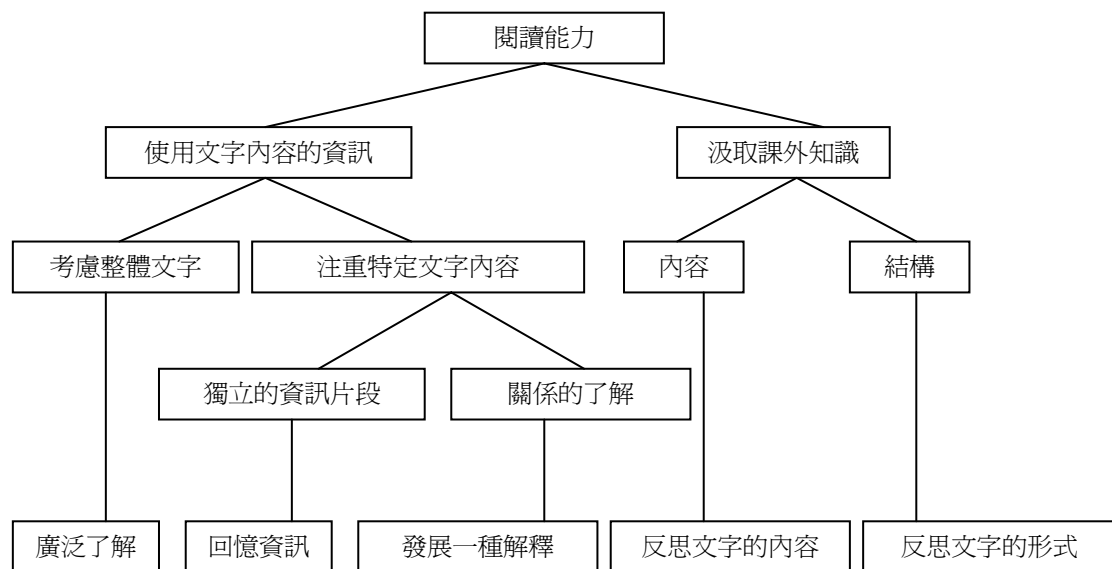 閱讀能力
使用文字內容的資訊
汲取課外知識
考慮整體文字
注重特定文字內容
內容
結構
獨立的資訊片段
關係的了解
廣泛了解
回憶資訊
發展一種解釋
反思文字的內容
反思文字的形式